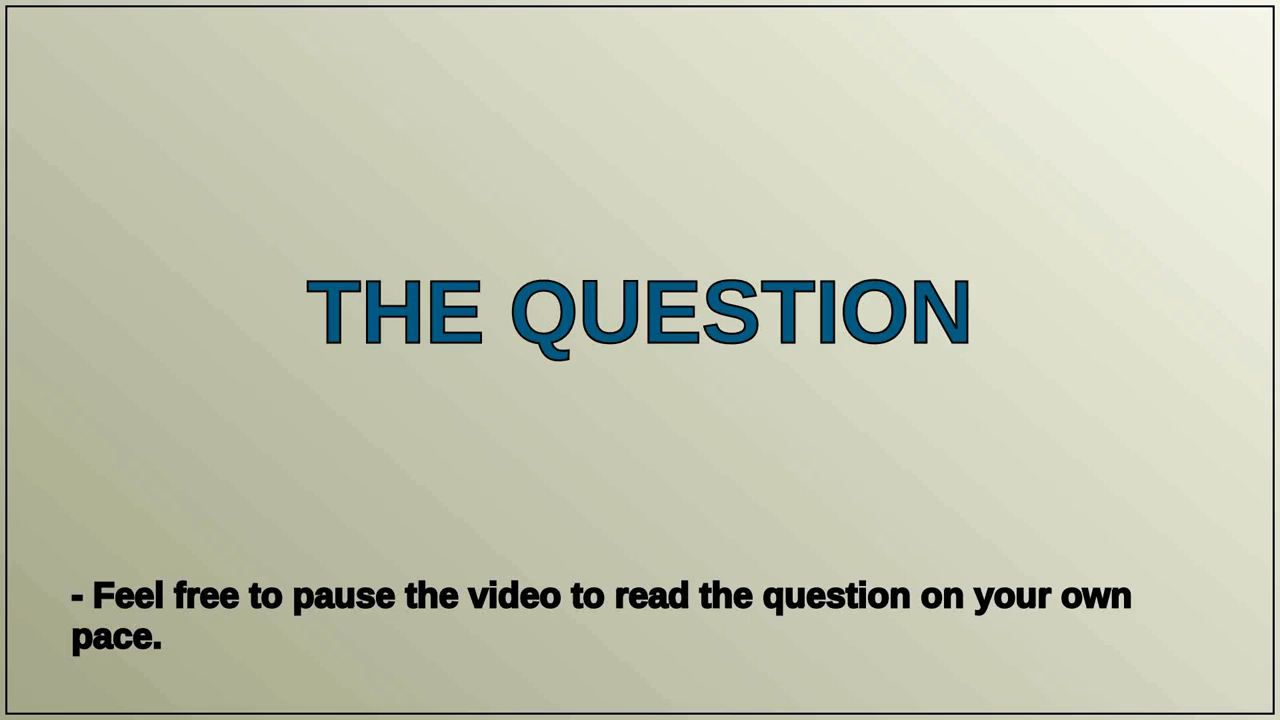 THE QUESTION
- Feel free to pause the video to read the question on your own
pace.